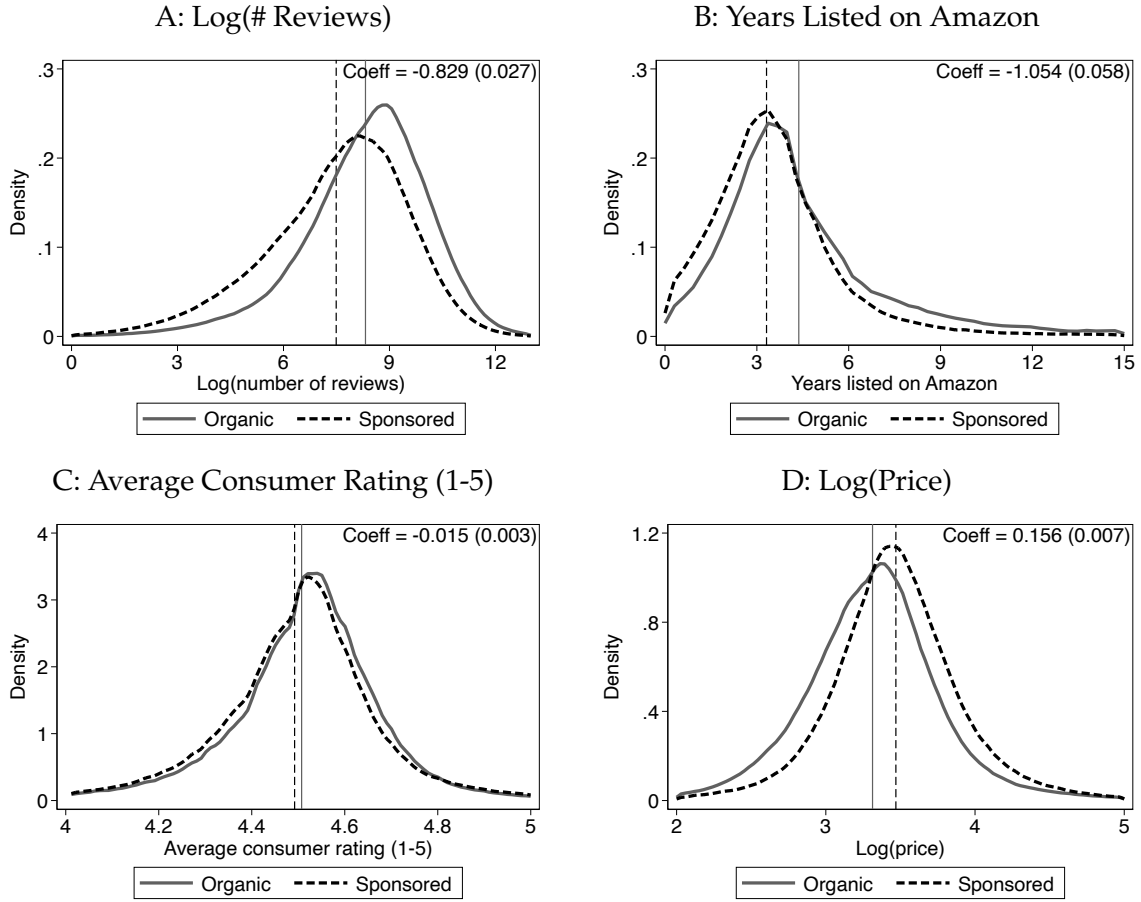 A: Log(# Reviews)
Coeff = -0.829 (0.027)
.3
.2
.1
0
Density
0 3 6 9 12
Log(number of reviews)
Organic Sponsored
B: Years Listed on Amazon
Coeff = -1.054 (0.058)
.3
.2
.1
0
Density
0 3 6 9 12 15
Years listed on Amazon
Organic Sponsored
C: Average Consumer Rating (1-5)
Coeff = -0.015 (0.003)
4
3
2
1
0
Density
4 4.2 4.4 4.6 4.8 5
Average consumer rating (1-5)
Organic Sponsored
D: Log(Price)
Coeff = 0.156 (0.007)
1.2
.8
.4
0
Density
2 3 4 5
Log(price)
Organic Sponsored